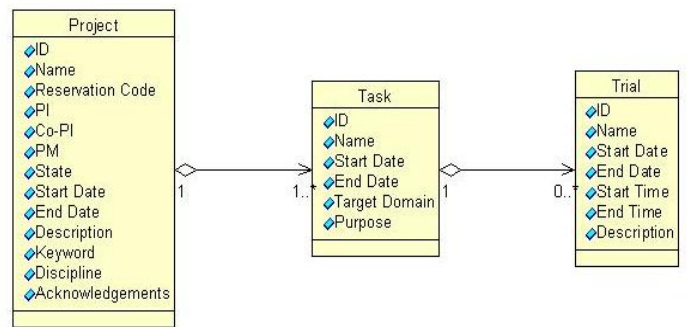 Project
ID
Name
Reservation Code
PI
Co-PI
PM
State
Start Date
End Date
Description
Keyword
Discipline
Acknowledgements
1
1..*
Task
ID
Name
Start Date
End Date
Target Domain
Purpose
1
0..*
Trial
ID
Name
Start Date
End Date
Start Time
End Time
Description